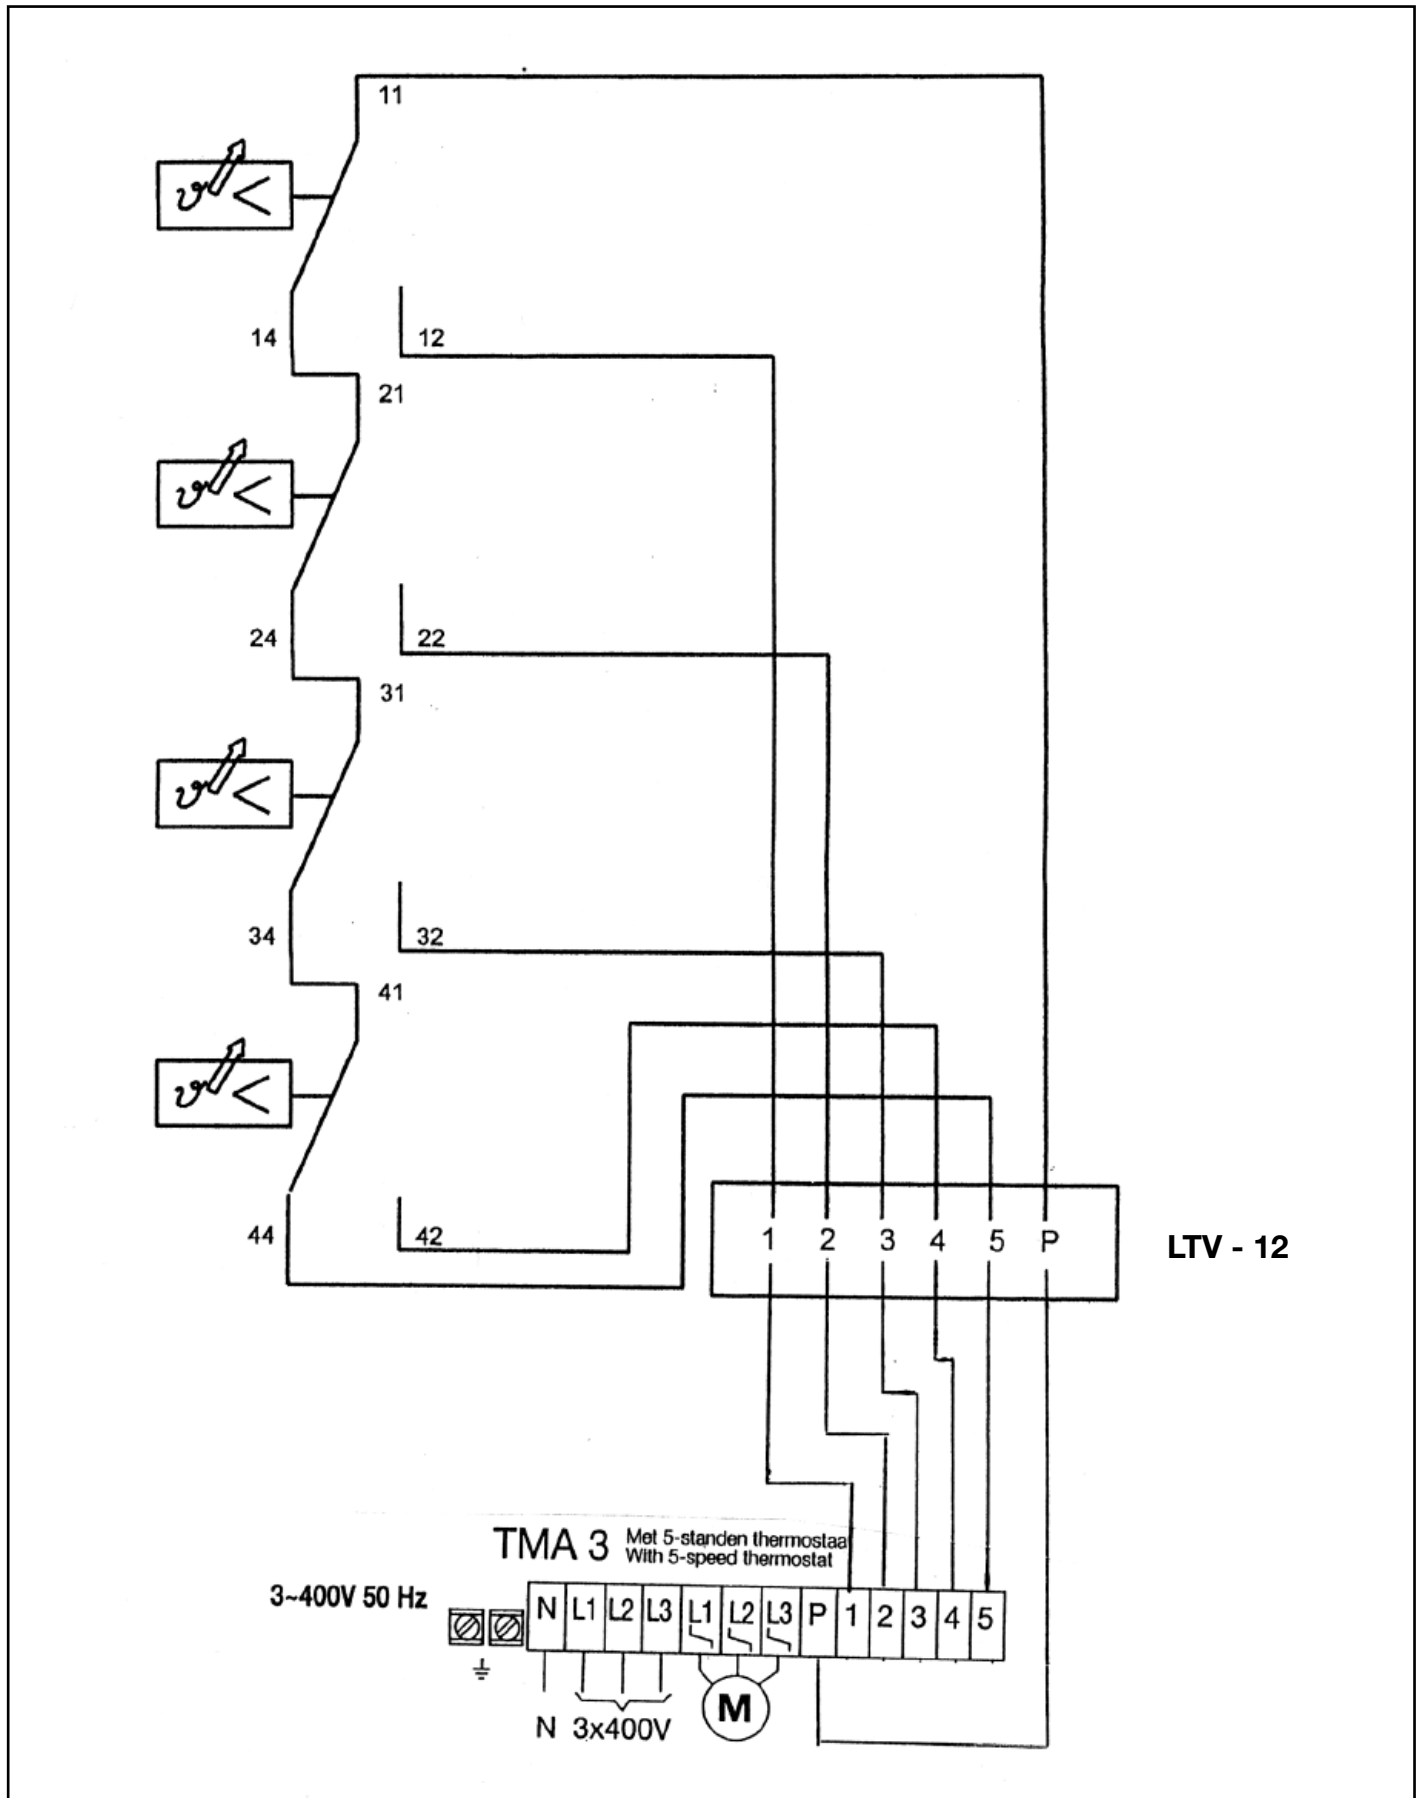 11
ϑ <
14
12
21
ϑ <
24
22
31
ϑ <
34
32
41
ϑ <
44
42
1 2 3 4 5 P
LTV - 12
TMA 3
Met 5-standen thermostaa
With 5-speed thermostat
3~400V 50 Hz
N L1 L2 L3 L1 L2 L3 P 1 2 3 4 5
N 3x400V
M